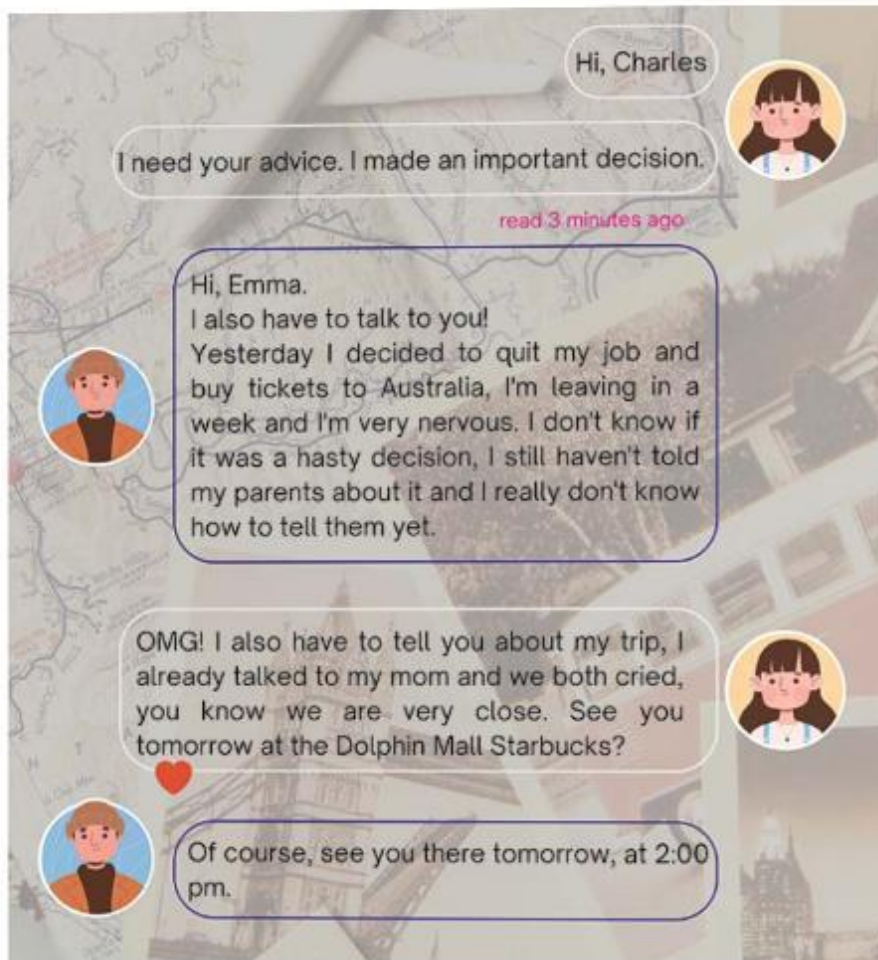 Hi, Charles
I need your advice. I made an important decision.
read 3 minutes ago
Hi, Emma.
I also have to talk to you!
Yesterday I decided to quit my job and
buy tickets to Australia, I'm leaving in a
week and I'm very nervous. I don't know if
it was a hasty decision, I still haven't told
my parents about it and I really don't know
how to tell them yet.
OMG! I also have to tell you about my trip, I
already talked to my mom and we both cried,
you know we are very close. See you
tomorrow at the Dolphin Mall Starbucks?
Of course, see you there tomorrow, at 2:00
pm.